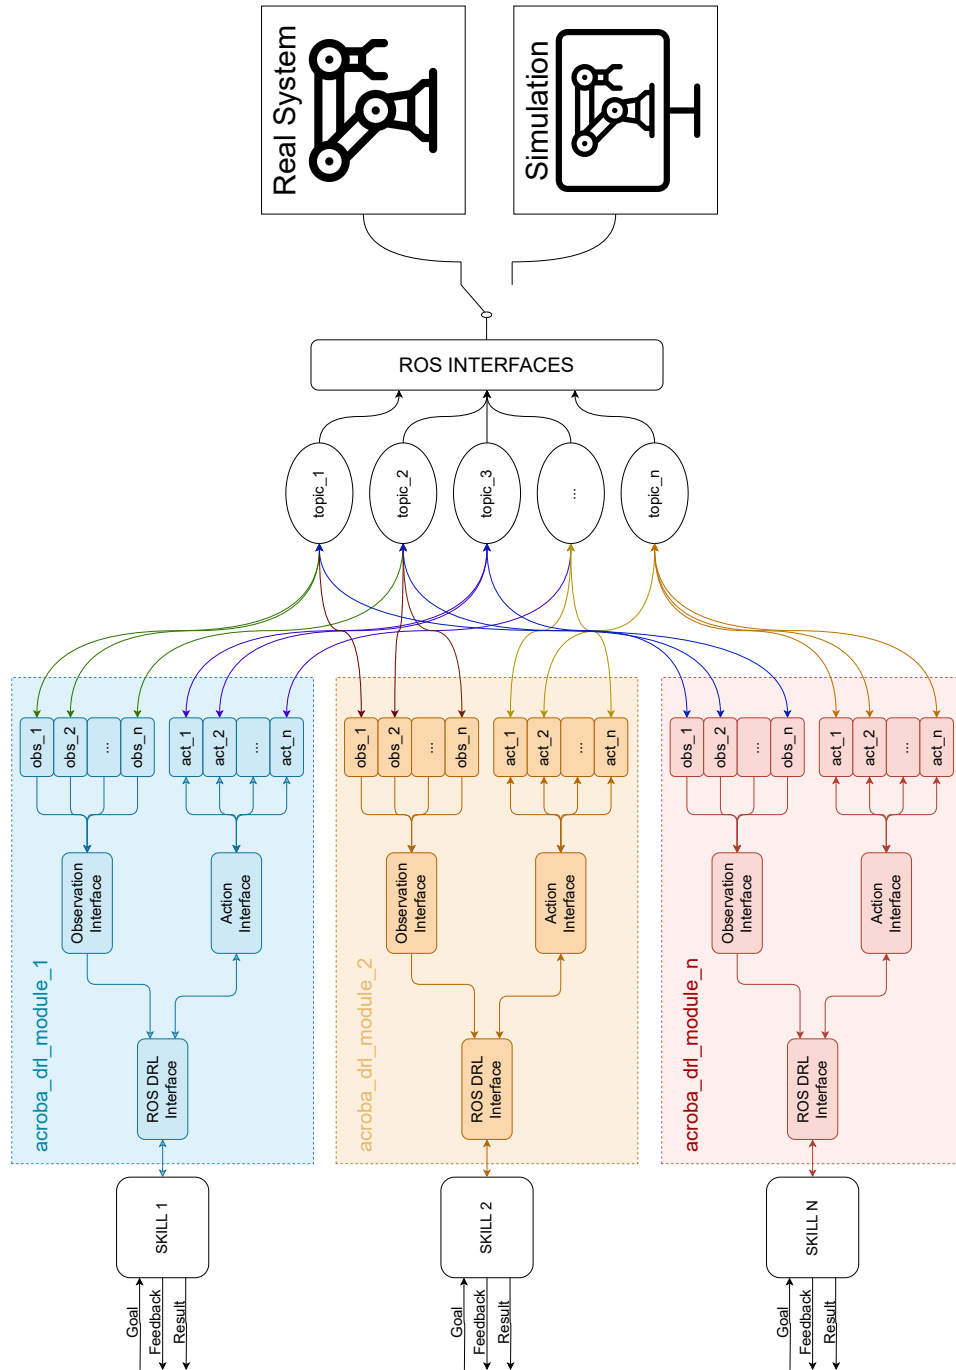 Real System
Simulation
ROS INTERFACES
topic_1
topic_2
topic_3
...
topic_n
obs_1
obs_2
...
obs_n
act_1
act_2
...
act_n
obs_1
obs_2
...
obs_n
act_1
act_2
...
act_n
obs_1
obs_2
...
obs_n
act_1
act_2
...
act_n
Observation
Interface
Action
Interface
Observation
Interface
Action
Interface
Observation
Interface
Action
Interface
acroba_drl_module_1
ROS DRL
Interface
acroba_drl_module_2
ROS DRL
Interface
acroba_drl_module_n
ROS DRL
Interface
SKILL 1
SKILL 2
SKILL N
Goal
Feedback
Result
Goal
Feedback
Result
Goal
Feedback
Result